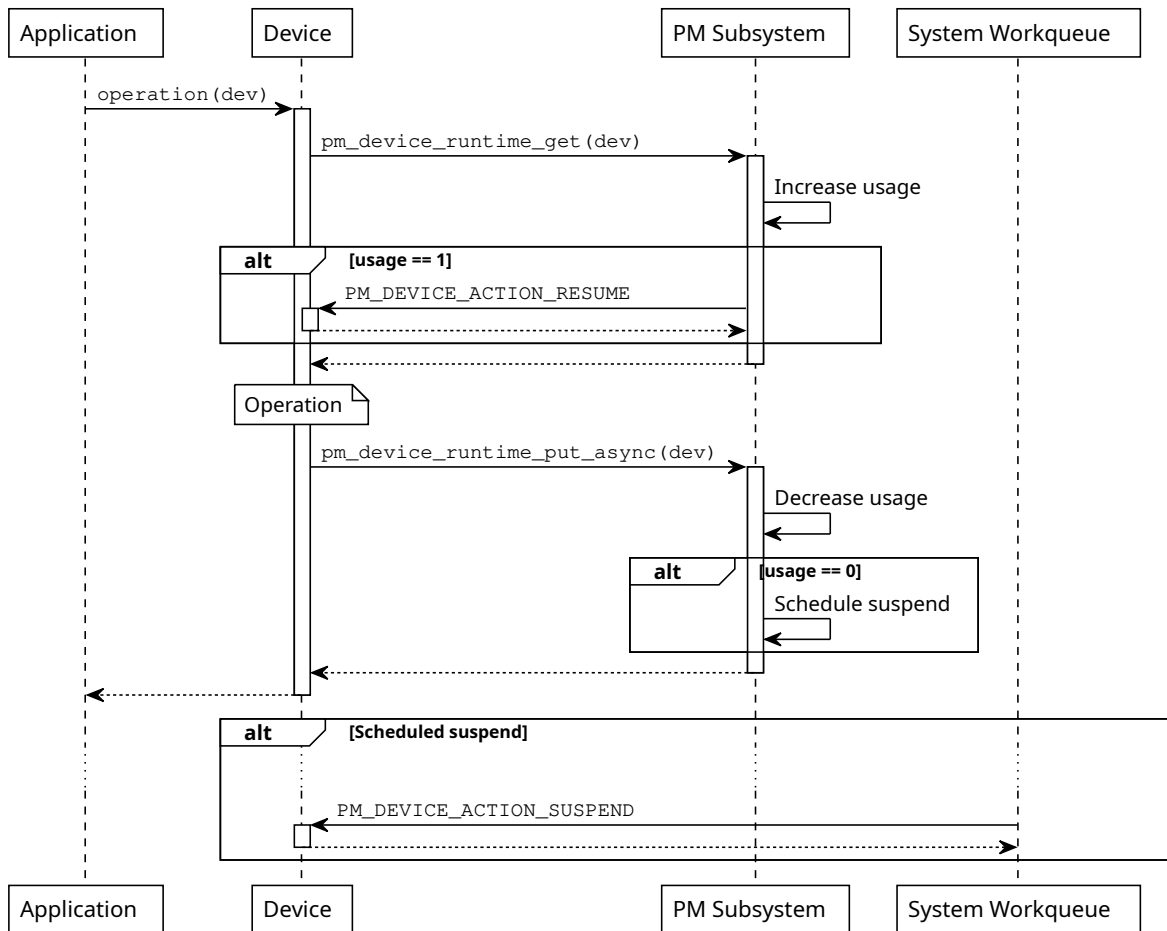 Application
Device
PM Subsystem
System Workqueue
operation(dev)
pm_device_runtime_get(dev)
Increase usage
alt
[usage == 1]
PM_DEVICE_ACTION_RESUME
Operation
pm_device_runtime_put_async(dev)
Decrease usage
alt
[usage == 0]
Schedule suspend
alt
[Scheduled suspend]
PM_DEVICE_ACTION_SUSPEND
Application
Device
PM Subsystem
System Workqueue